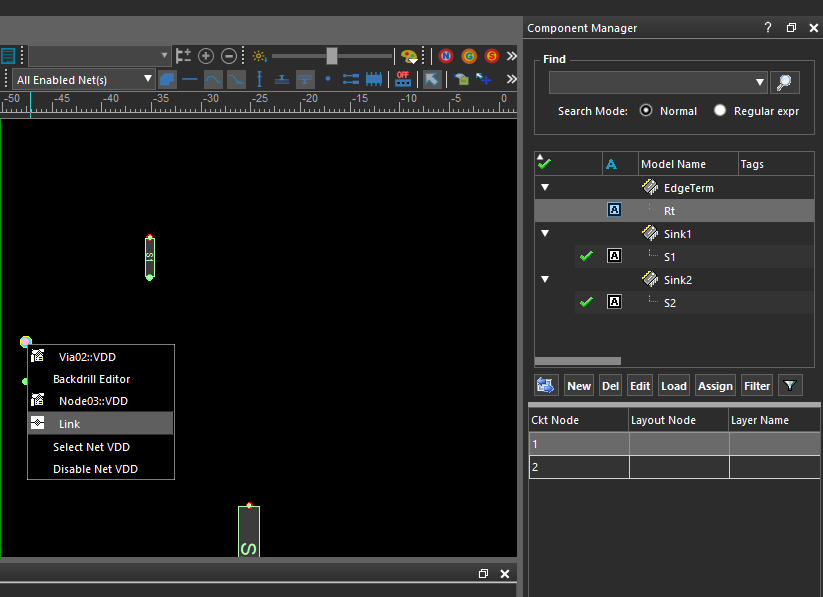 Component Manager ?
Find
Search Mode: Normal Regular expr
N G S
All Enabled Net(s) OFF
-50 -45 -40 -35 -30 -25 -20 -15 -10 -5 0
A Model Name Tags
EdgeTerm
A Rt
Sink1
A S1
Sink2
A S2
S1
Via02::VDD
Backdrill Editor
Node03::VDD
Link
Select Net VDD
Disable Net VDD
New Del Edit Load Assign Filter
Ckt Node Layout Node Layer Name
1
2
S